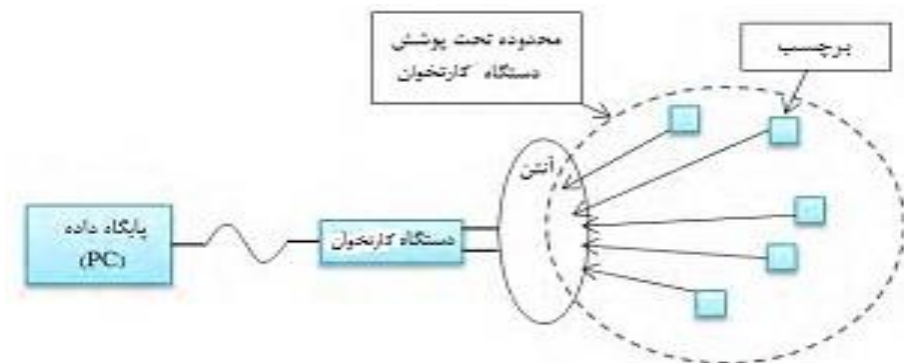 محدوده تحت پوشش
دستگاه کارتخوان
برچسب
آنتن
دستگاه کارتخوان
پایگاه داده
(PC)